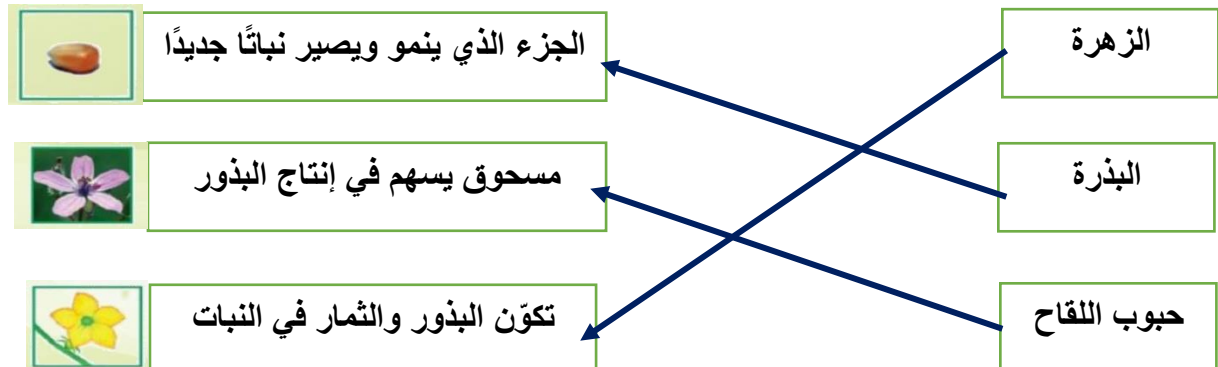 الزهرة
الجزء الذي ينمو ويصير نباتًا جديدًا
البذرة
مسحوق يسهم في إنتاج البذور
حبوب اللقاح
تكوّن البذور والثمار في النبات